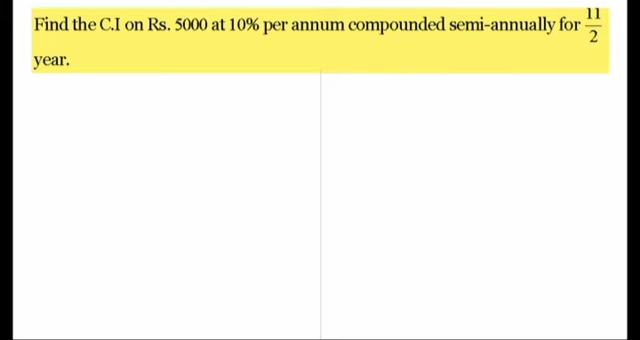 Find the C.I on Rs. 5000 at 10% per annum compounded semi-annually for 11/2
year.